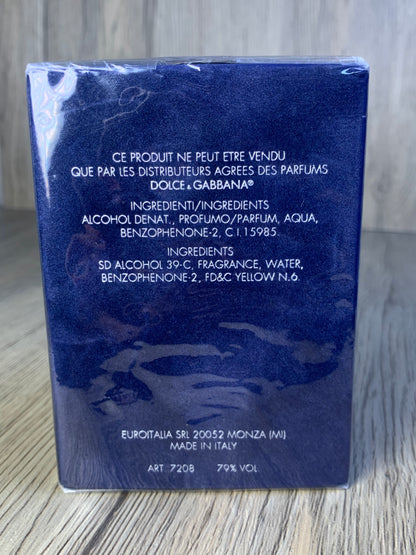 CE PRODUIT NE PEUT ETRE VENDU
QUE PAR LES DISTRIBUTEURS AGREES DES PARFUMS
DOLCE & GABBANA®
INGREDIENTI/INGREDIENTS
ALCOHOL DENAT., PROFUMO/PARFUM, AQUA,
BENZOPHENONE-2, C I.15985.
INGREDIENTS
SD ALCOHOL 39-C, FRAGRANCE, WATER,
BENZOPHENONE-2, FD&C YELLOW N.6.
EUROITALIA SRL 20052 MONZA (MI)
MADE IN ITALY
ART. 7208 79% VOL.